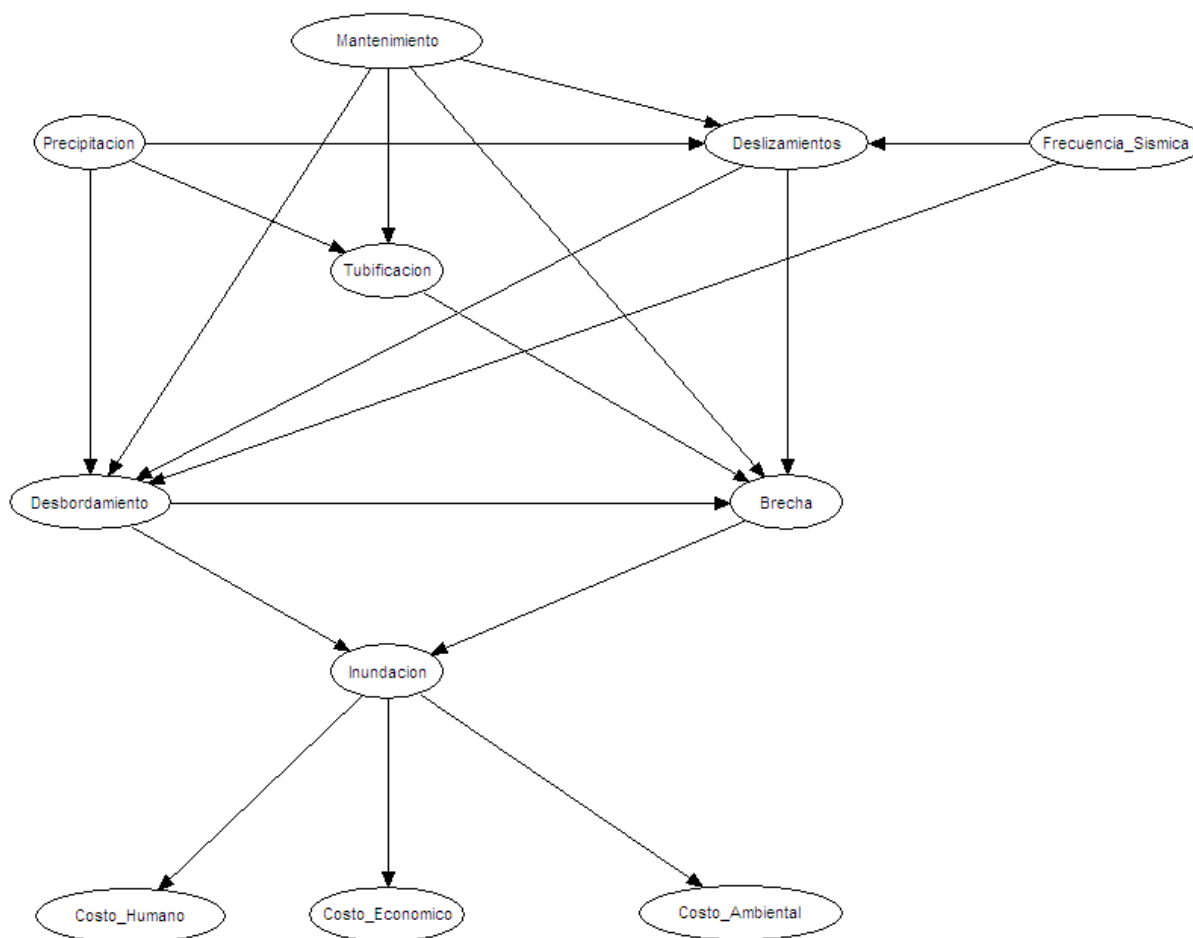 Mantenimiento
Precipitacion
Deslizamientos
Frecuencia_Sismica
Tubificacion
Desbordamiento
Brecha
Inundacion
Costo_Humano
Costo_Economico
Costo_Ambiental